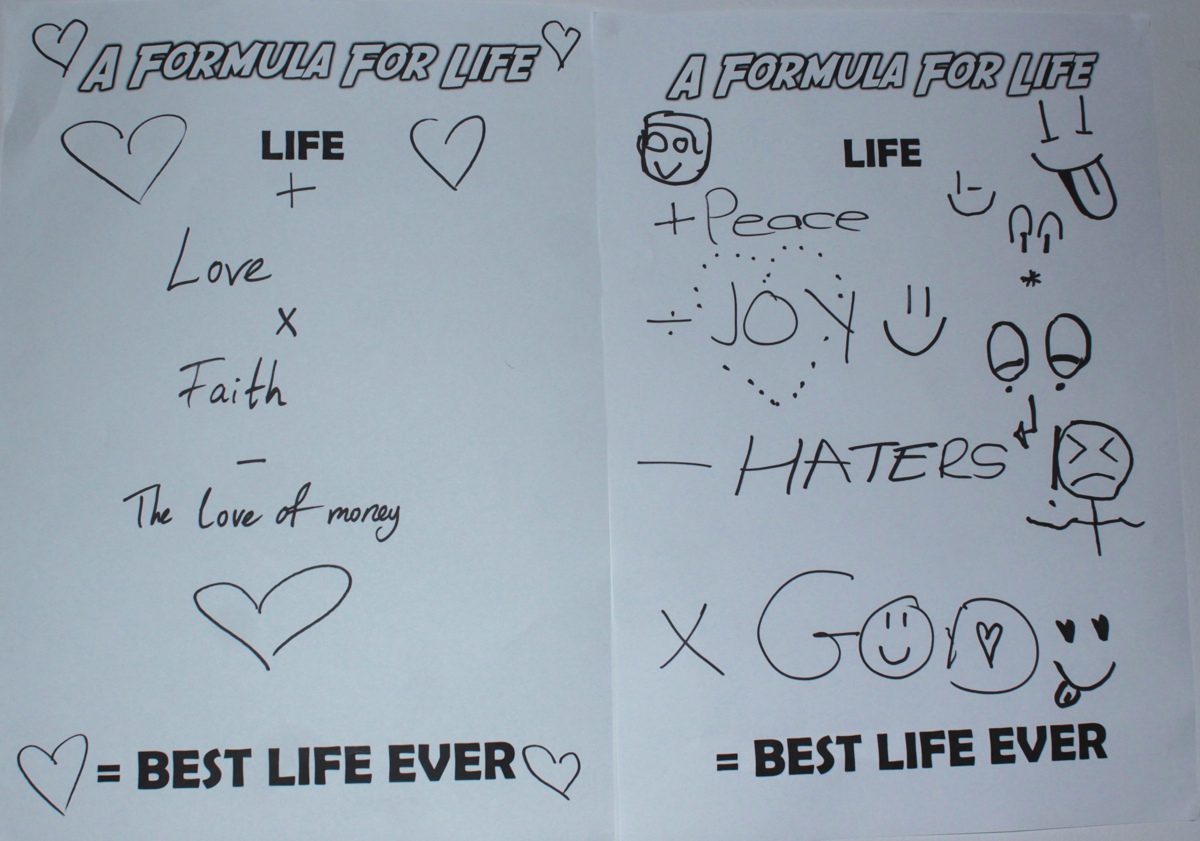 A FORMULA FOR LIFE
LIFE
+
Love
x
Faith
–
The love of money
= BEST LIFE EVER
A FORMULA FOR LIFE
LIFE
+ Peace
÷ JOY
– HATERS
X GOD
= BEST LIFE EVER